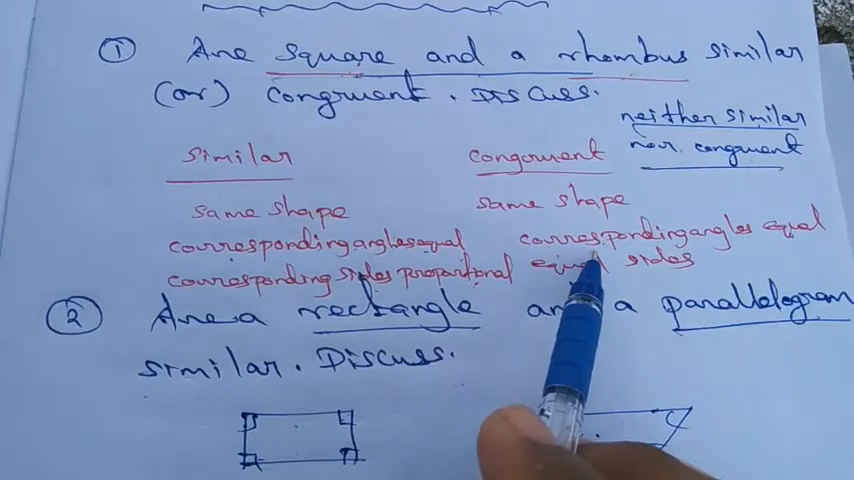 ① Are square and a rhombus similar
(or) congruent. Discuss.
neither similar
nor congruent
similar
congruent
same shape
same shape
corresponding angles equal
corresponding angles equal
corresponding sides proportional
equal sides
② Are a rectangle and a parallelogram
similar. Discuss.